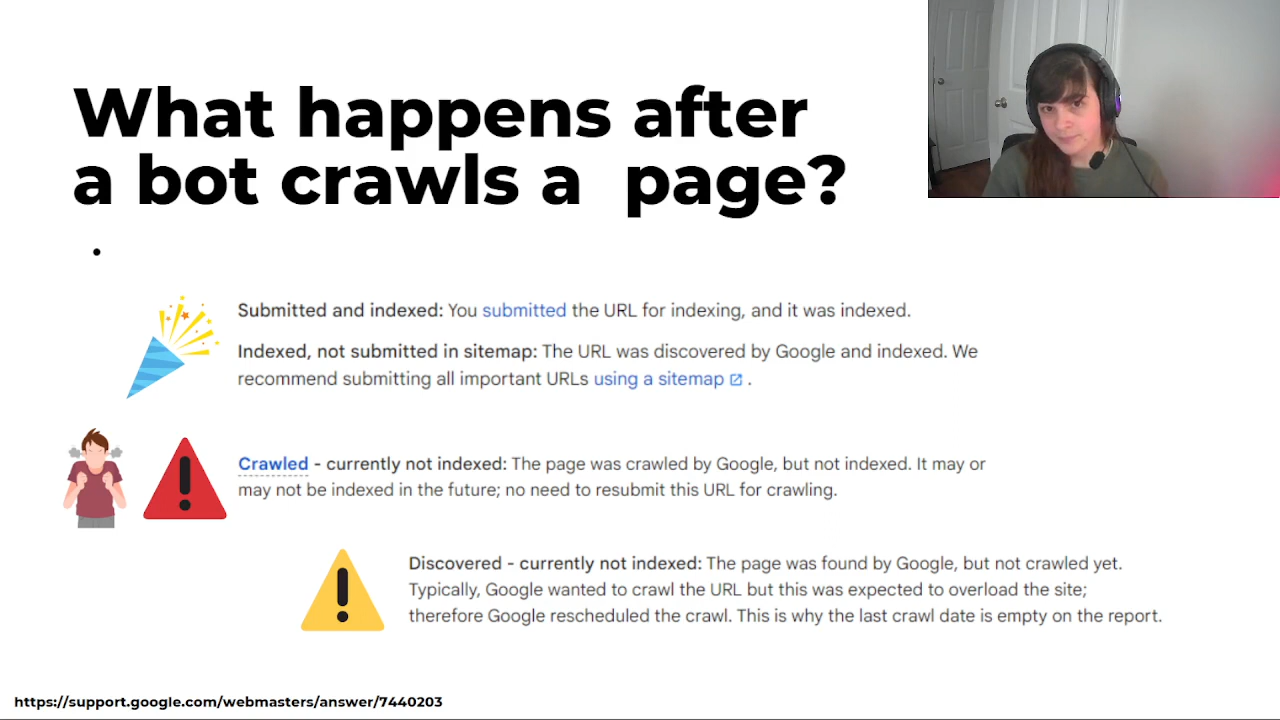 What happens after
a bot crawls a page?
•
Submitted and indexed: You submitted the URL for indexing, and it was indexed.
Indexed, not submitted in sitemap: The URL was discovered by Google and indexed. We
recommend submitting all important URLs using a sitemap .
Crawled - currently not indexed: The page was crawled by Google, but not indexed. It may or
may not be indexed in the future; no need to resubmit this URL for crawling.
Discovered - currently not indexed: The page was found by Google, but not crawled yet.
Typically, Google wanted to crawl the URL but this was expected to overload the site;
therefore Google rescheduled the crawl. This is why the last crawl date is empty on the report.
https://support.google.com/webmasters/answer/7440203